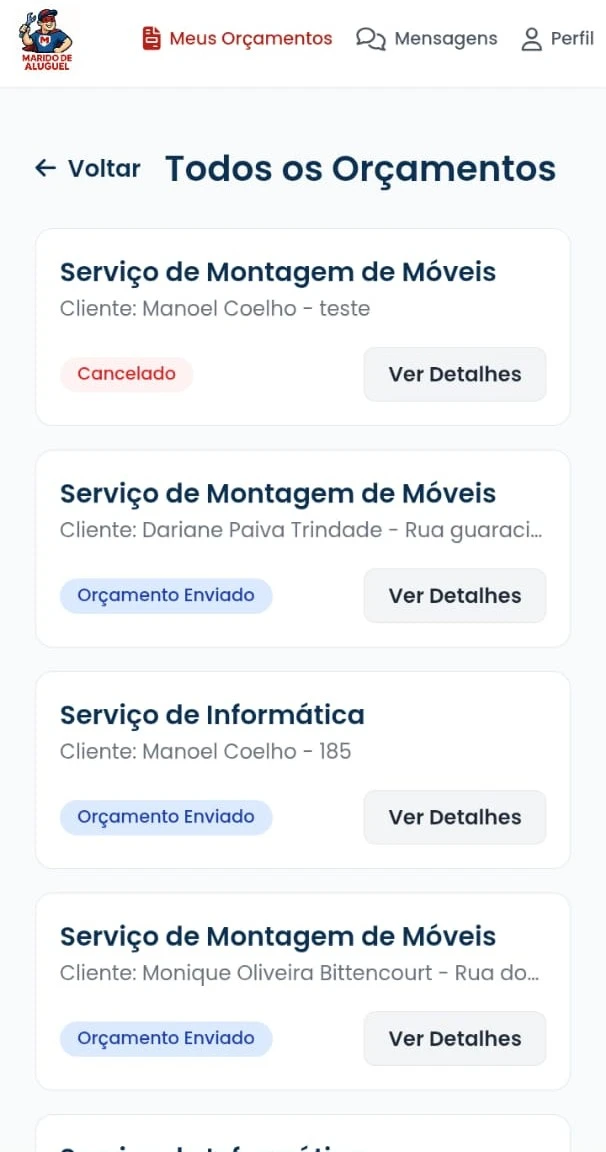 MARIDO DE
ALUGUEL
Meus Orçamentos
Mensagens
Perfil
Voltar
Todos os Orçamentos
Serviço de Montagem de Móveis
Cliente: Manoel Coelho - teste
Cancelado
Ver Detalhes
Serviço de Montagem de Móveis
Cliente: Dariane Paiva Trindade - Rua guaraci...
Orçamento Enviado
Ver Detalhes
Serviço de Informática
Cliente: Manoel Coelho - 185
Orçamento Enviado
Ver Detalhes
Serviço de Montagem de Móveis
Cliente: Monique Oliveira Bittencourt - Rua do...
Orçamento Enviado
Ver Detalhes